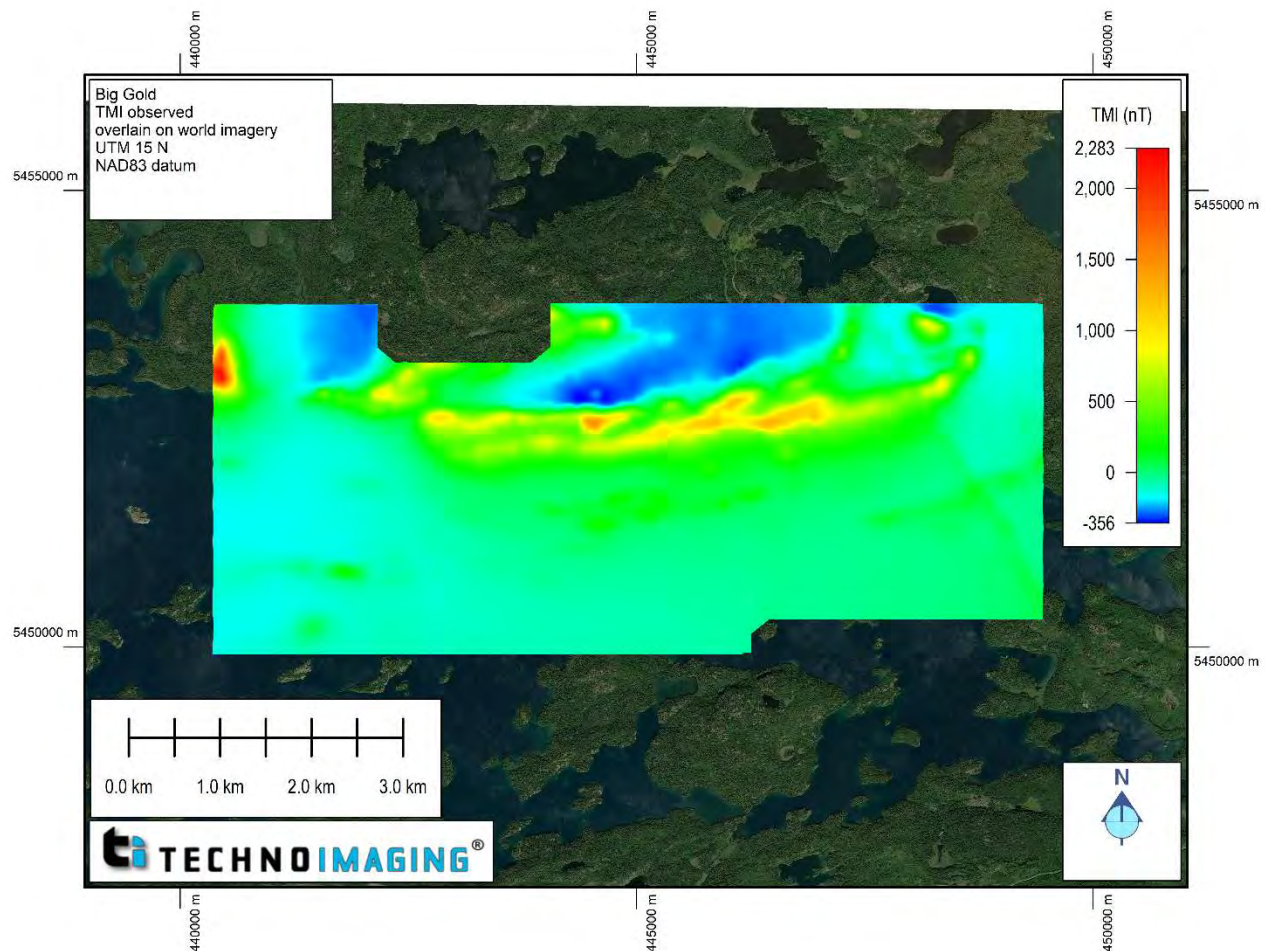 440000 m
445000 m
450000 m
Big Gold
TMI observed
overlain on world imagery
UTM 15 N
NAD83 datum
TMI (nT)
2,283
2,000
1,500
1,000
500
0
-356
5455000 m
5455000 m
5450000 m
5450000 m
0.0 km 1.0 km 2.0 km 3.0 km
N
ti TECHNOIMAGING®
440000 m
445000 m
450000 m